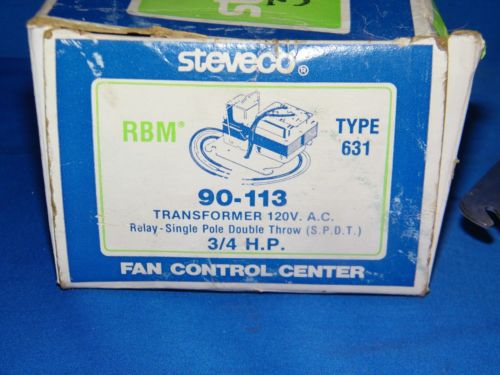 steveco®
RBM®
TYPE
631
90-113
TRANSFORMER 120V. A.C.
Relay-Single Pole Double Throw (S.P.D.T.)
3/4 H.P.
FAN CONTROL CENTER